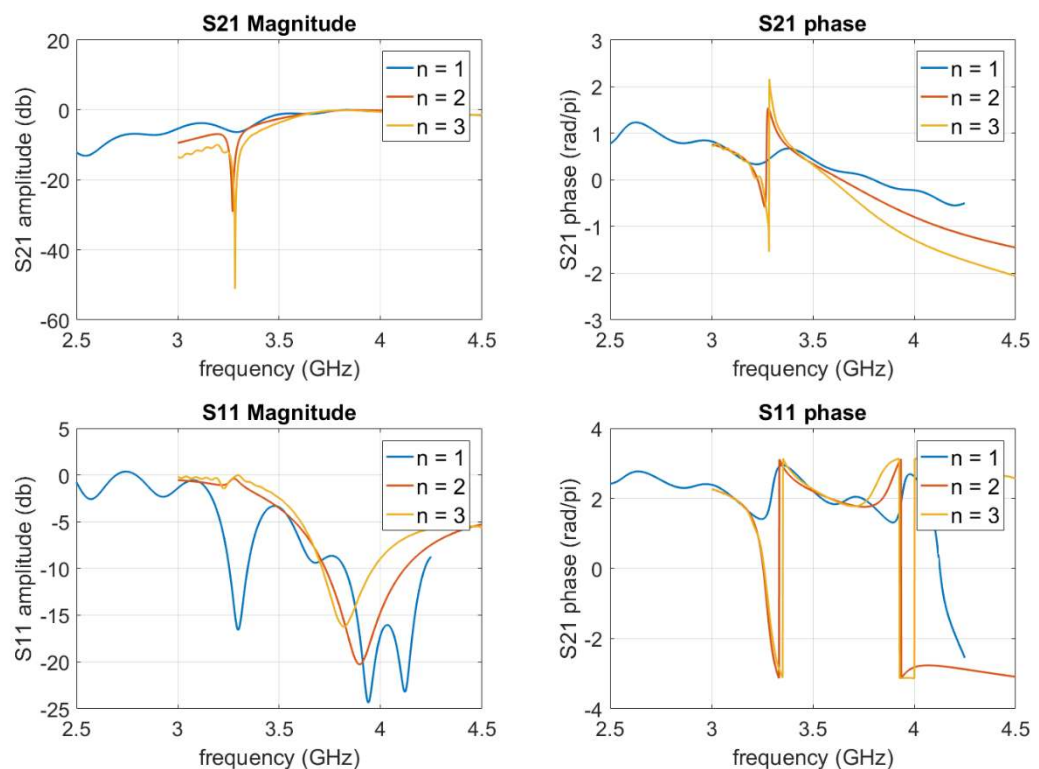 S21 Magnitude
S21 amplitude (db)
20
0
-20
-40
-60
2.5 3 3.5 4 4.5
frequency (GHz)
n = 1
n = 2
n = 3
S21 phase
S21 phase (rad/pi)
3
2
1
0
-1
-2
-3
2.5 3 3.5 4 4.5
frequency (GHz)
n = 1
n = 2
n = 3
S11 Magnitude
S11 amplitude (db)
5
0
-5
-10
-15
-20
-25
2.5 3 3.5 4 4.5
frequency (GHz)
n = 1
n = 2
n = 3
S11 phase
S21 phase (rad/pi)
4
2
0
-2
-4
2.5 3 3.5 4 4.5
frequency (GHz)
n = 1
n = 2
n = 3